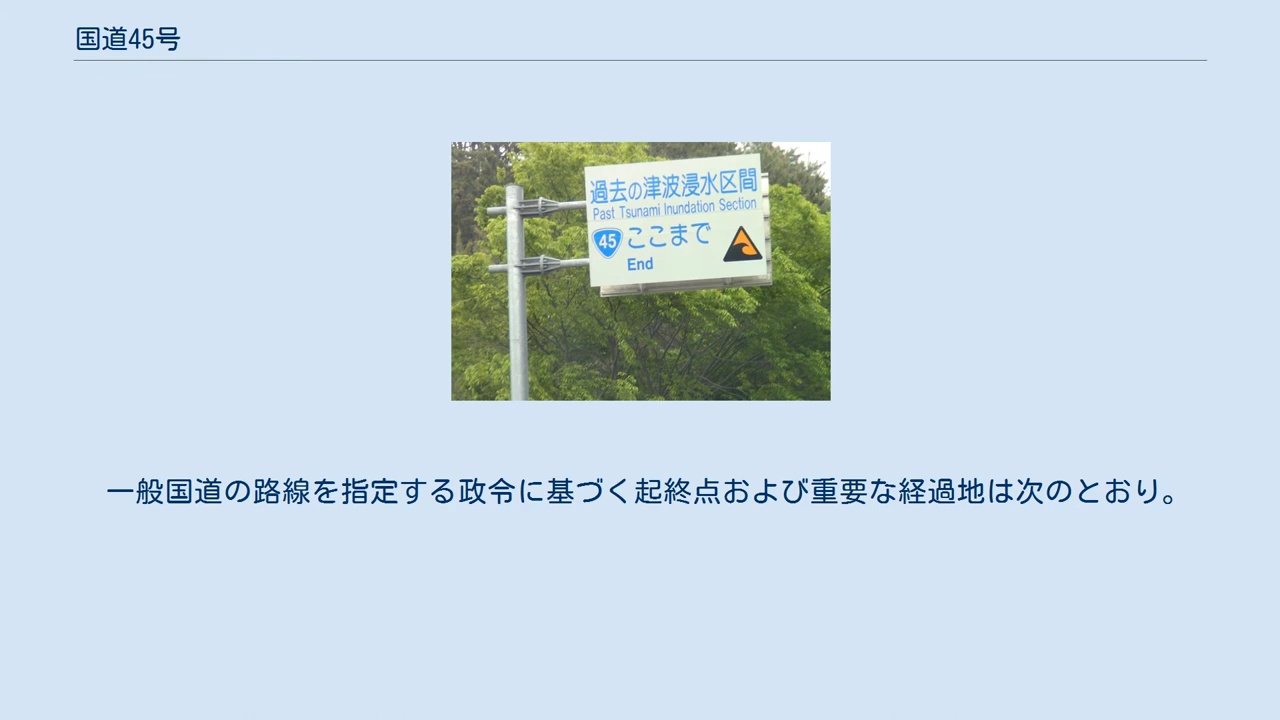 国道45号
過去の津波浸水区間
Past Tsunami Inundation Section
45 ここまで
End
一般国道の路線を指定する政令に基づく起終点および重要な経過地は次のとおり。